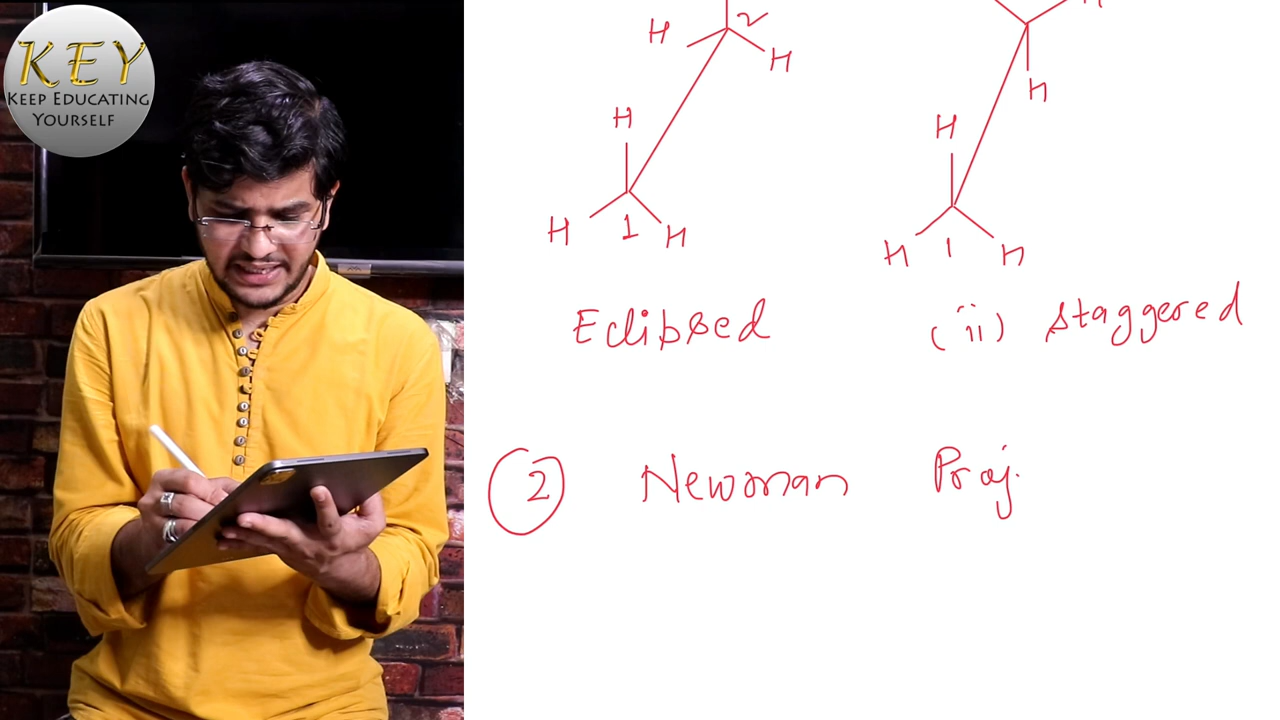 KEY
KEEP EDUCATING
YOURSELF
H
2
H
H
H
H
H
H
1
H
H
1
H
Eclipsed
(ii) Staggered
2 Newman Proj.